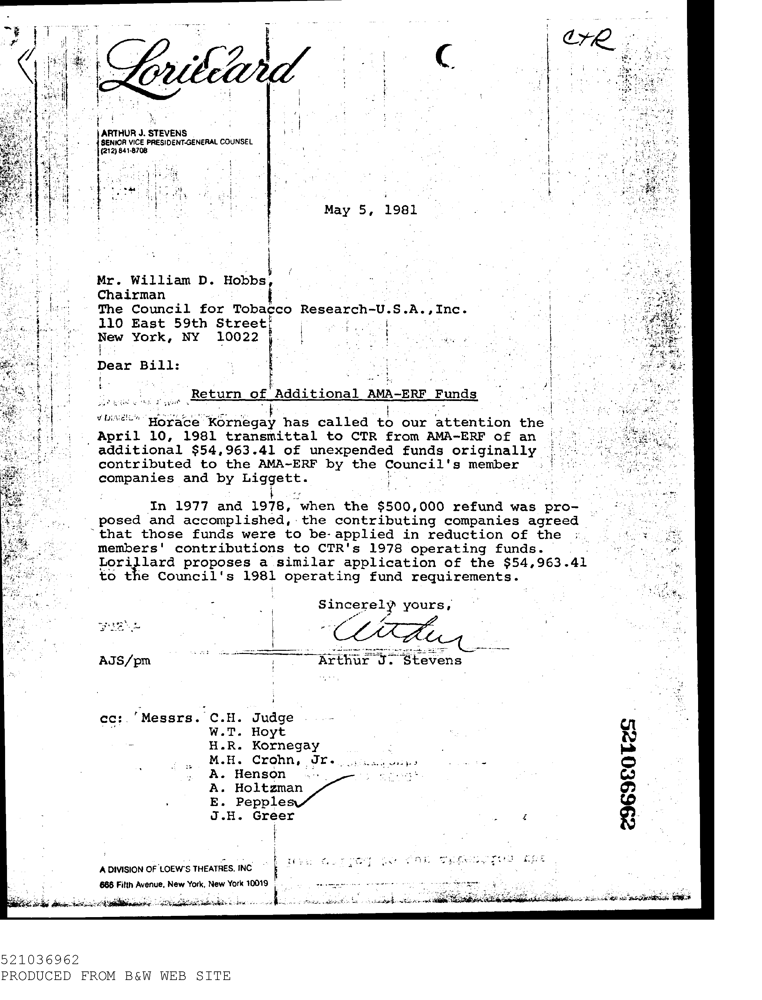 CTR
Lorillard
ARTHUR J. STEVENS
SENIOR VICE PRESIDENT-GENERAL COUNSEL
(212) 841-8708
May 5, 1981
Mr. William D. Hobbs,
Chairman
The Council for Tobacco Research-U.S.A.,Inc.
110 East 59th Street
New York, NY 10022
Dear Bill:
Return of Additional AMA-ERF Funds
Horace Kornegay has called to our attention the
April 10, 1981 transmittal to CTR from AMA-ERF of an
additional $54,963.41 of unexpended funds originally
contributed to the AMA-ERF by the Council's member
companies and by Liggett.
In 1977 and 1978, when the $500,000 refund was pro-
posed and accomplished, the contributing companies agreed
that those funds were to be applied in reduction of the
members' contributions to CTR's 1978 operating funds.
Lorillard proposes a similar application of the $54,963.41
to the Council's 1981 operating fund requirements.
Sincerely yours,
Arthur
AJS/pm
Arthur J. Stevens
cc: Messrs. C.H. Judge
W.T. Hoyt
H.R. Kornegay
M.H. Crohn, Jr.
A. Henson
A. Holtzman
E. Pepples
J.H. Greer
521036962
A DIVISION OF LOEW'S THEATRES, INC
666 Fifth Avenue, New York, New York 10019
521036962
PRODUCED FROM B&W WEB SITE